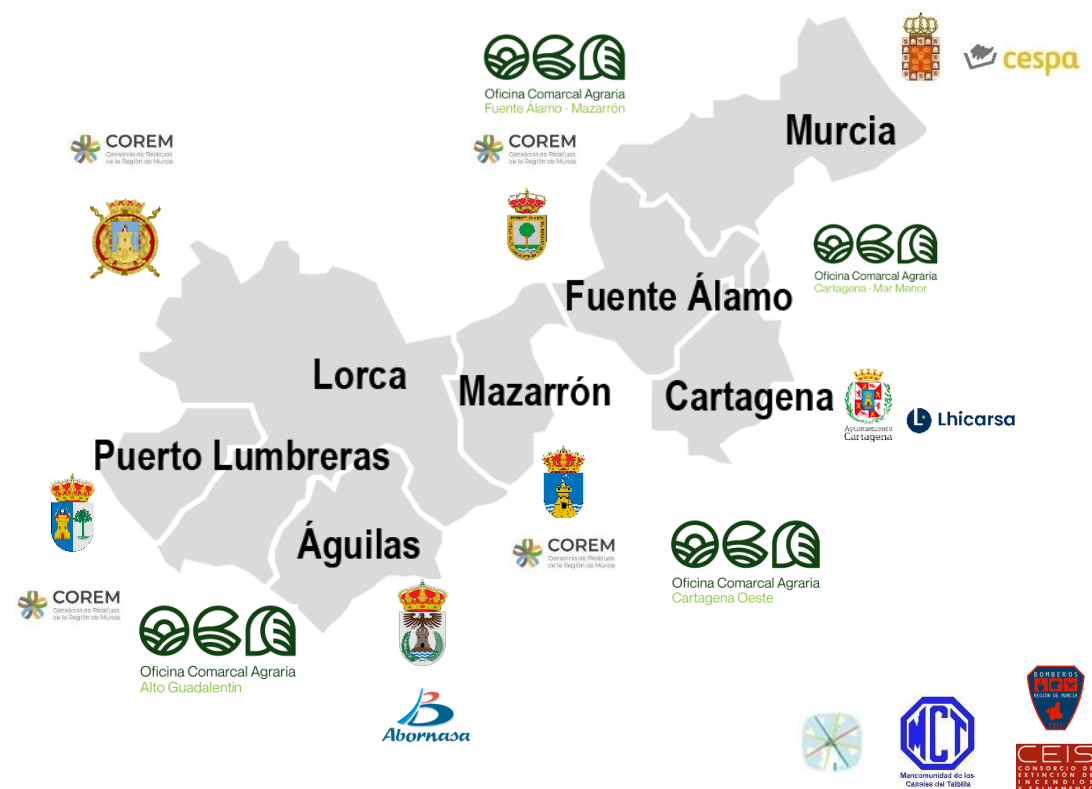 Oficina Comarcal Agraria
Fuente Álamo - Mazarrón
cespa
COREM
Consorcio de Residuos
de la Región de Murcia
COREM
Consorcio de Residuos
de la Región de Murcia
Murcia
Oficina Comarcal Agraria
Cartagena - Mar Menor
Fuente Álamo
Lorca
Mazarrón
Cartagena
Ayuntamiento
Cartagena
Lhicarsa
Puerto Lumbreras
Águilas
COREM
Consorcio de Residuos
de la Región de Murcia
Oficina Comarcal Agraria
Cartagena Oeste
COREM
Consorcio de Residuos
de la Región de Murcia
Oficina Comarcal Agraria
Alto Guadalentín
Abornasa
MCT
Mancomunidad de los
Canales del Taibilla
BOMBEROS
REGIÓN DE MURCIA
CEIS
CONSORCIO DE
EXTINCIÓN DE
INCENDIOS
Y SALVAMENTO